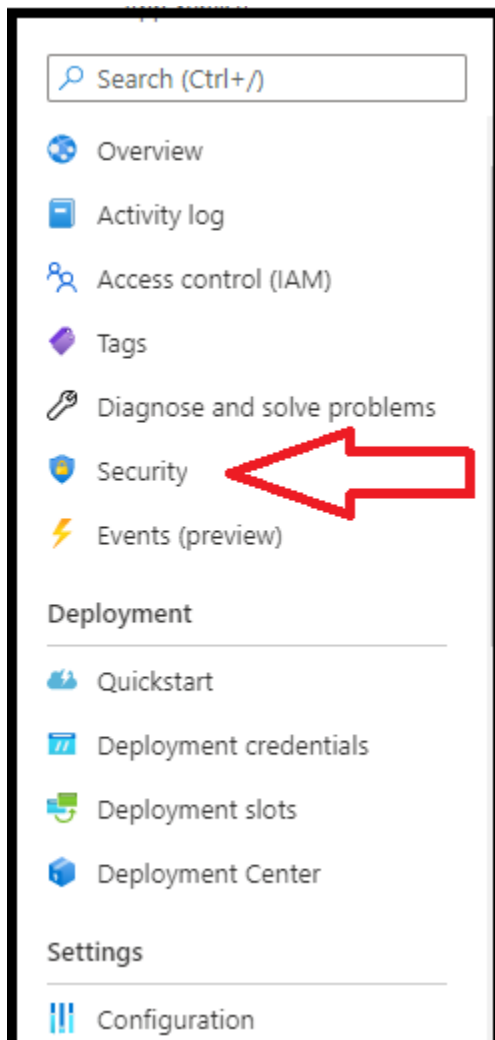 Search (Ctrl+/)
Overview
Activity log
Access control (IAM)
Tags
Diagnose and solve problems
Security
Events (preview)
Deployment
Quickstart
Deployment credentials
Deployment slots
Deployment Center
Settings
Configuration